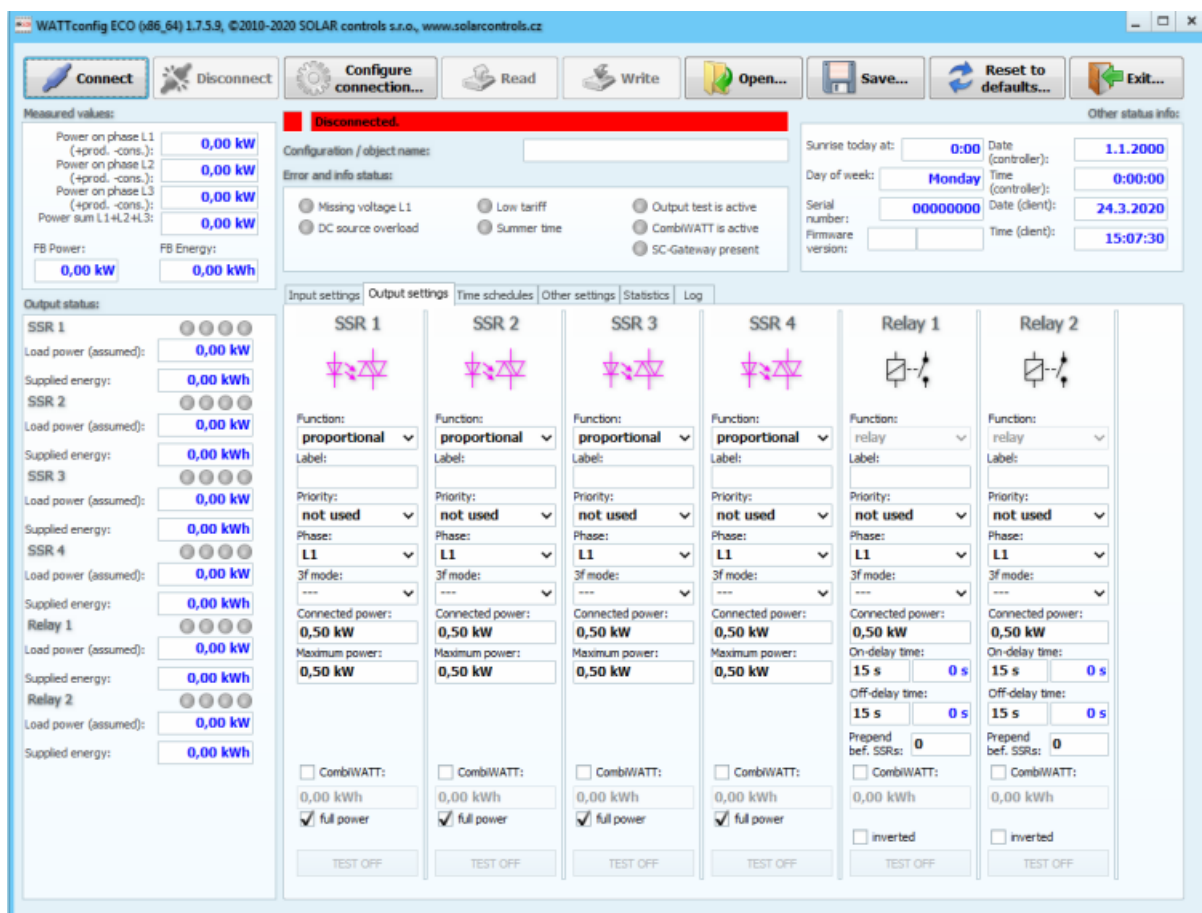 WATTconfig ECO (x86_64) 1.7.5.9, ©2010-2020 SOLAR controls s.r.o., www.solarcontrols.cz
Connect
Disconnect
Configure
connection...
Read
Write
Open...
Save...
Reset to
defaults...
Exit...
Measured values:
Power on phase L1
(+prod. -cons.):
0,00 kW
Power on phase L2
(+prod. -cons.):
0,00 kW
Power on phase L3
(+prod. -cons.):
0,00 kW
Power sum L1+L2+L3:
0,00 kW
FB Power:
FB Energy:
0,00 kW
0,00 kWh
Disconnected.
Configuration / object name:
Error and info status:
Missing voltage L1
Low tariff
Output test is active
DC source overload
Summer time
CombiWATT is active
SC-Gateway present
Other status info:
Sunrise today at:
0:00
Date
(controller):
1.1.2000
Day of week:
Monday
Time
(controller):
0:00:00
Serial
number:
00000000
Date (client):
24.3.2020
Firmware
version:
Time (client):
15:07:30
Output status:
SSR 1
Load power (assumed):
0,00 kW
Supplied energy:
0,00 kWh
SSR 2
Load power (assumed):
0,00 kW
Supplied energy:
0,00 kWh
SSR 3
Load power (assumed):
0,00 kW
Supplied energy:
0,00 kWh
SSR 4
Load power (assumed):
0,00 kW
Supplied energy:
0,00 kWh
Relay 1
Load power (assumed):
0,00 kW
Supplied energy:
0,00 kWh
Relay 2
Load power (assumed):
0,00 kW
Supplied energy:
0,00 kWh
Input settings
Output settings
Time schedules
Other settings
Statistics
Log
SSR 1
Function:
proportional
Label:
Priority:
not used
Phase:
L1
3f mode:
---
Connected power:
0,50 kW
Maximum power:
0,50 kW
CombiWATT:
0,00 kWh
full power
TEST OFF
SSR 2
Function:
proportional
Label:
Priority:
not used
Phase:
L1
3f mode:
---
Connected power:
0,50 kW
Maximum power:
0,50 kW
CombiWATT:
0,00 kWh
full power
TEST OFF
SSR 3
Function:
proportional
Label:
Priority:
not used
Phase:
L1
3f mode:
---
Connected power:
0,50 kW
Maximum power:
0,50 kW
CombiWATT:
0,00 kWh
full power
TEST OFF
SSR 4
Function:
proportional
Label:
Priority:
not used
Phase:
L1
3f mode:
---
Connected power:
0,50 kW
Maximum power:
0,50 kW
CombiWATT:
0,00 kWh
full power
TEST OFF
Relay 1
Function:
relay
Label:
Priority:
not used
Phase:
L1
3f mode:
---
Connected power:
0,50 kW
On-delay time:
15 s
0 s
Off-delay time:
15 s
0 s
Prepend
bef. SSRs:
0
CombiWATT:
0,00 kWh
inverted
TEST OFF
Relay 2
Function:
relay
Label:
Priority:
not used
Phase:
L1
3f mode:
---
Connected power:
0,50 kW
On-delay time:
15 s
0 s
Off-delay time:
15 s
0 s
Prepend
bef. SSRs:
0
CombiWATT:
0,00 kWh
inverted
TEST OFF